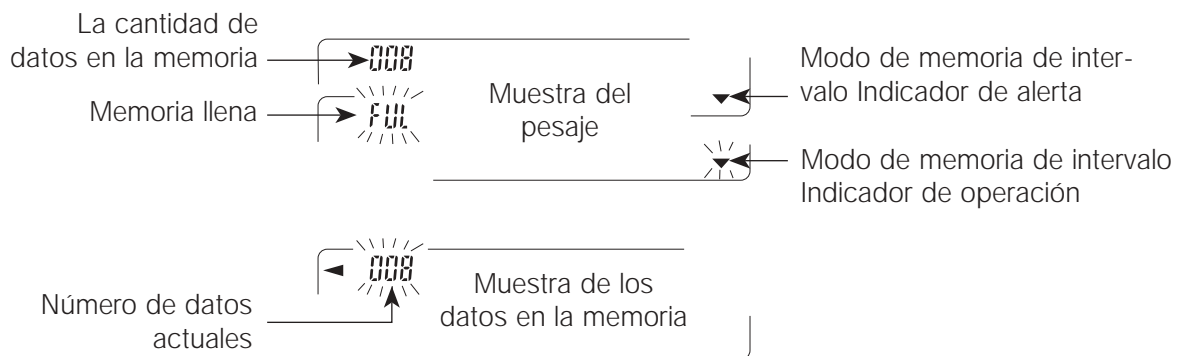 La cantidad de
datos en la memoria
008
Memoria llena
FUL
Muestra del
pesaje
Modo de memoria de inter-
valo Indicador de alerta
Modo de memoria de intervalo
Indicador de operación
008
Número de datos
actuales
Muestra de los
datos en la memoria